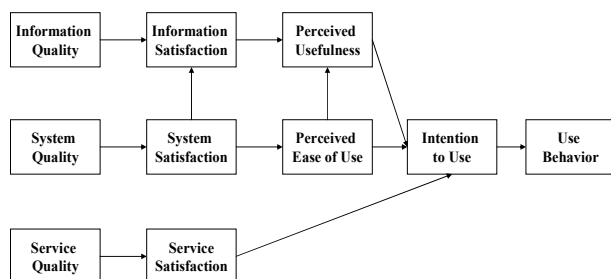 Information
Quality
Information
Satisfaction
Perceived
Usefulness
System
Quality
System
Satisfaction
Perceived
Ease of Use
Intention
to Use
Use
Behavior
Service
Quality
Service
Satisfaction